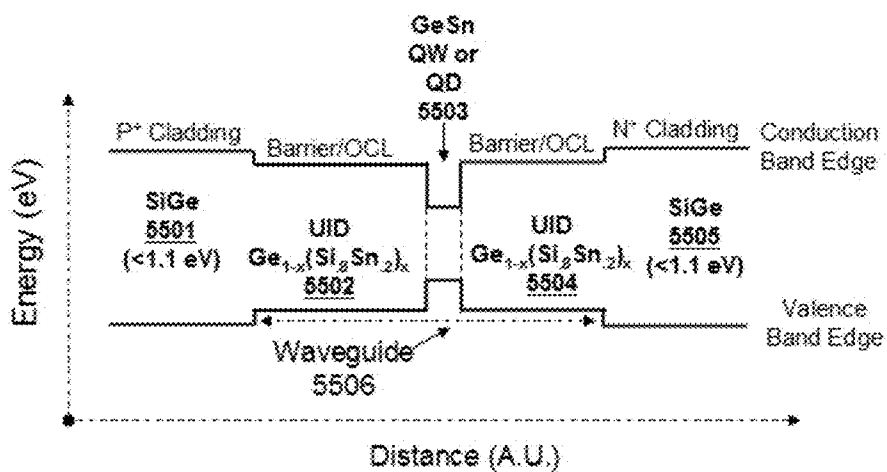 GeSn
QW or
QD
5503
P⁺ Cladding
Barrier/OCL
Barrier/OCL
N⁺ Cladding
Conduction
Band Edge
SiGe
5501
(<1.1 eV)
UID
Ge₁₋ₓ(Si.₈Sn.₂)ₓ
5502
UID
Ge₁₋ₓ(Si.₈Sn.₂)ₓ
5504
SiGe
5505
(<1.1 eV)
Valence
Band Edge
Waveguide
5506
Energy (eV)
Distance (A.U.)